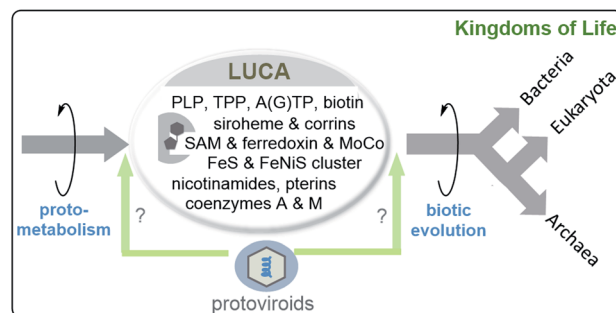 Kingdoms of Life
LUCA
PLP, TPP, A(G)TP, biotin
siroheme & corrins
SAM & ferredoxin & MoCo
FeS & FeNiS cluster
nicotinamides, pterins
coenzymes A & M
proto-
metabolism
?
?
biotic
evolution
protoviroids
Bacteria
Eukaryota
Archaea